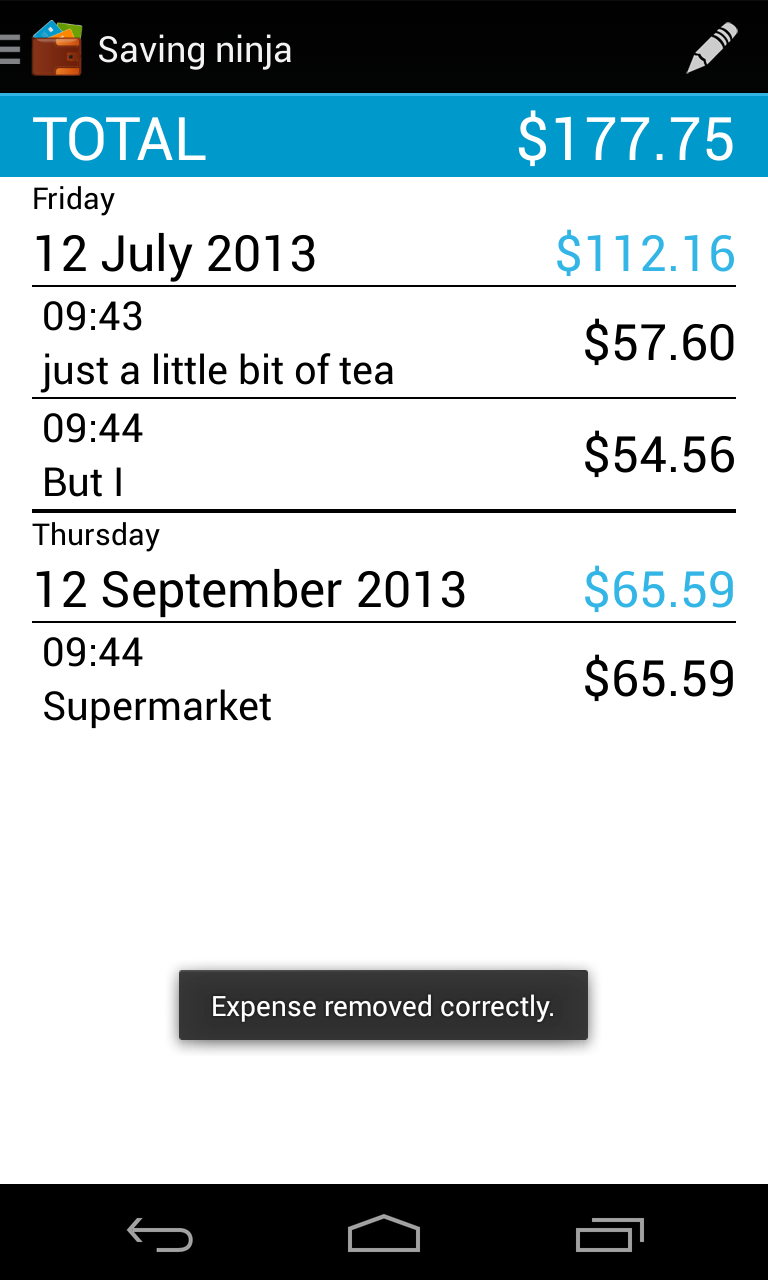 Saving ninja
TOTAL $177.75
Friday
12 July 2013 $112.16
09:43
just a little bit of tea $57.60
09:44
But I $54.56
Thursday
12 September 2013 $65.59
09:44
Supermarket $65.59
Expense removed correctly.